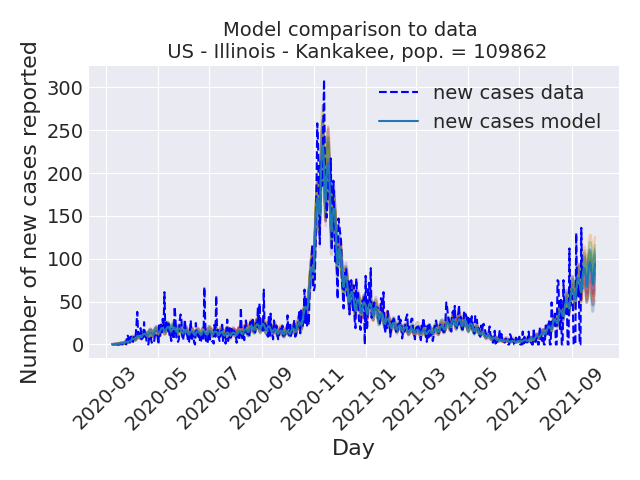 Model comparison to data
US - Illinois - Kankakee, pop. = 109862
Number of new cases reported
300
250
200
150
100
50
0
new cases data
new cases model
2020-03
2020-05
2020-07
2020-09
2020-11
2021-01
2021-03
2021-05
2021-07
2021-09
Day